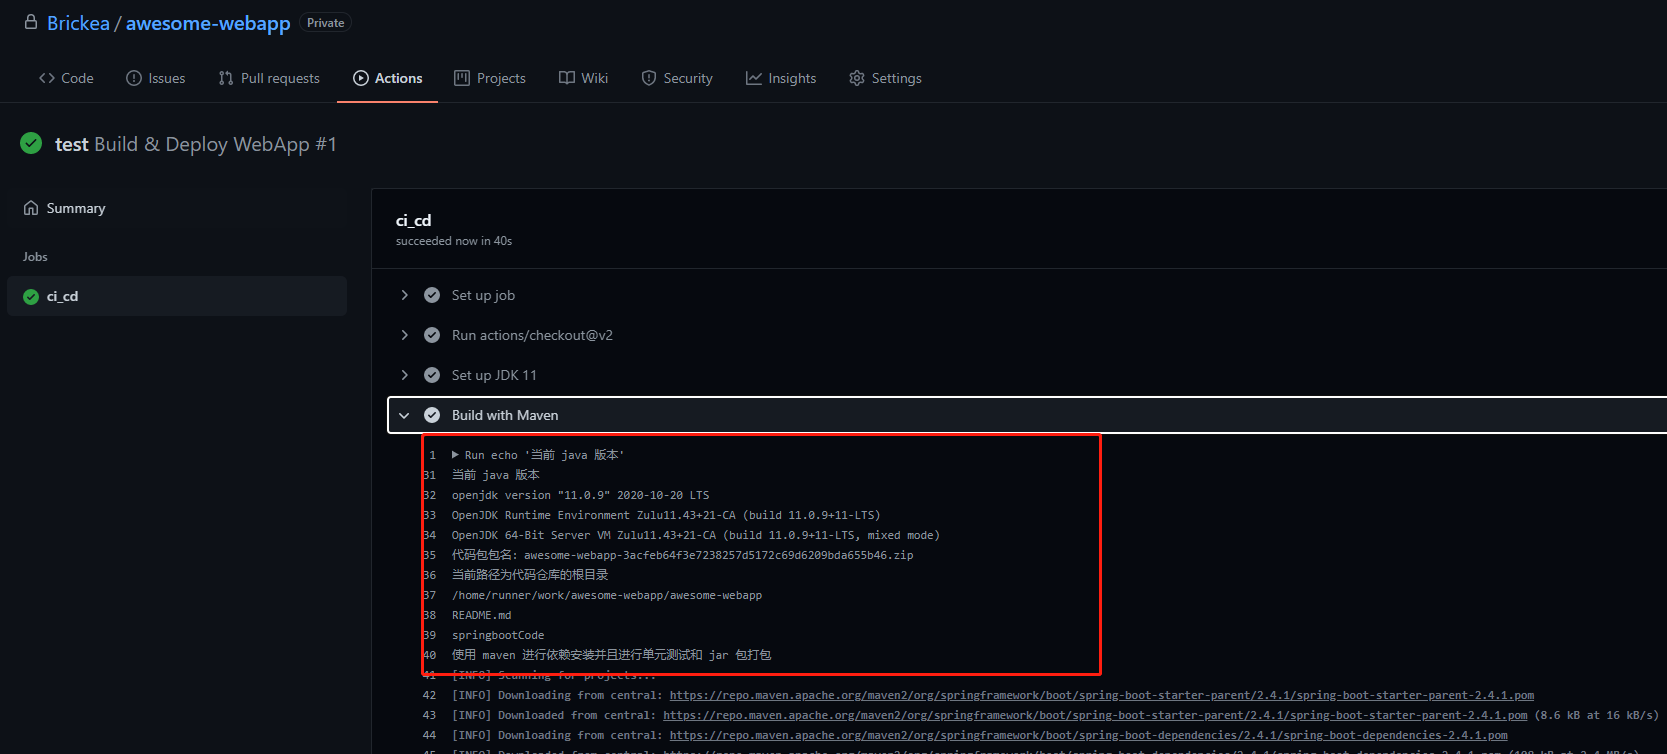 Brickea / awesome-webapp Private
Code Issues Pull requests Actions Projects Wiki Security Insights Settings
test Build & Deploy WebApp #1
Summary
Jobs
ci_cd
ci_cd
succeeded now in 40s
Set up job
Run actions/checkout@v2
Set up JDK 11
Build with Maven
1 Run echo '当前 java 版本'
31 当前 java 版本
32 openjdk version "11.0.9" 2020-10-20 LTS
33 OpenJDK Runtime Environment Zulu11.43+21-CA (build 11.0.9+11-LTS)
34 OpenJDK 64-Bit Server VM Zulu11.43+21-CA (build 11.0.9+11-LTS, mixed mode)
35 代码包包名: awesome-webapp-3acfeb64f3e7238257d5172c69d6209bda655b46.zip
36 当前路径为代码仓库的根目录
37 /home/runner/work/awesome-webapp/awesome-webapp
38 README.md
39 springbootCode
40 使用 maven 进行依赖安装并且进行单元测试和 jar 包打包
41 [INFO] Scanning for projects...
42 [INFO] Downloading from central: https://repo.maven.apache.org/maven2/org/springframework/boot/spring-boot-starter-parent/2.4.1/spring-boot-starter-parent-2.4.1.pom
43 [INFO] Downloaded from central: https://repo.maven.apache.org/maven2/org/springframework/boot/spring-boot-starter-parent/2.4.1/spring-boot-starter-parent-2.4.1.pom (8.6 kB at 16 kB/s)
44 [INFO] Downloading from central: https://repo.maven.apache.org/maven2/org/springframework/boot/spring-boot-dependencies/2.4.1/spring-boot-dependencies-2.4.1.pom